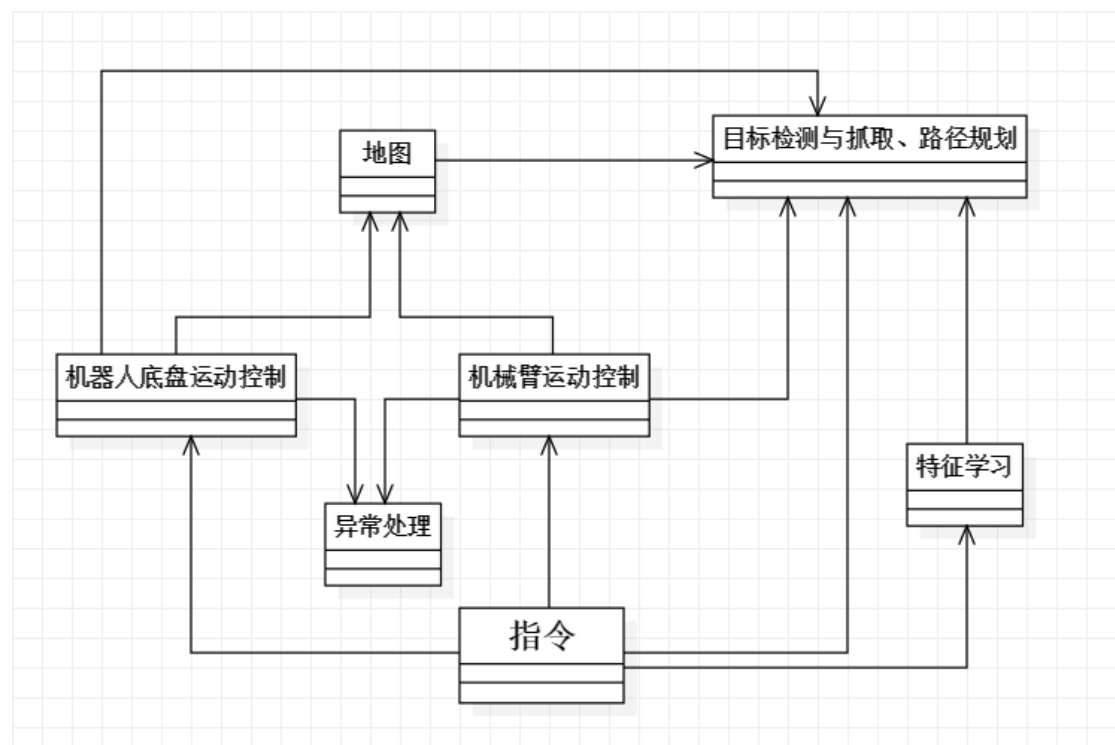 目标检测与抓取、路径规划
地图
机器人底盘运动控制
机械臂运动控制
特征学习
异常处理
指令